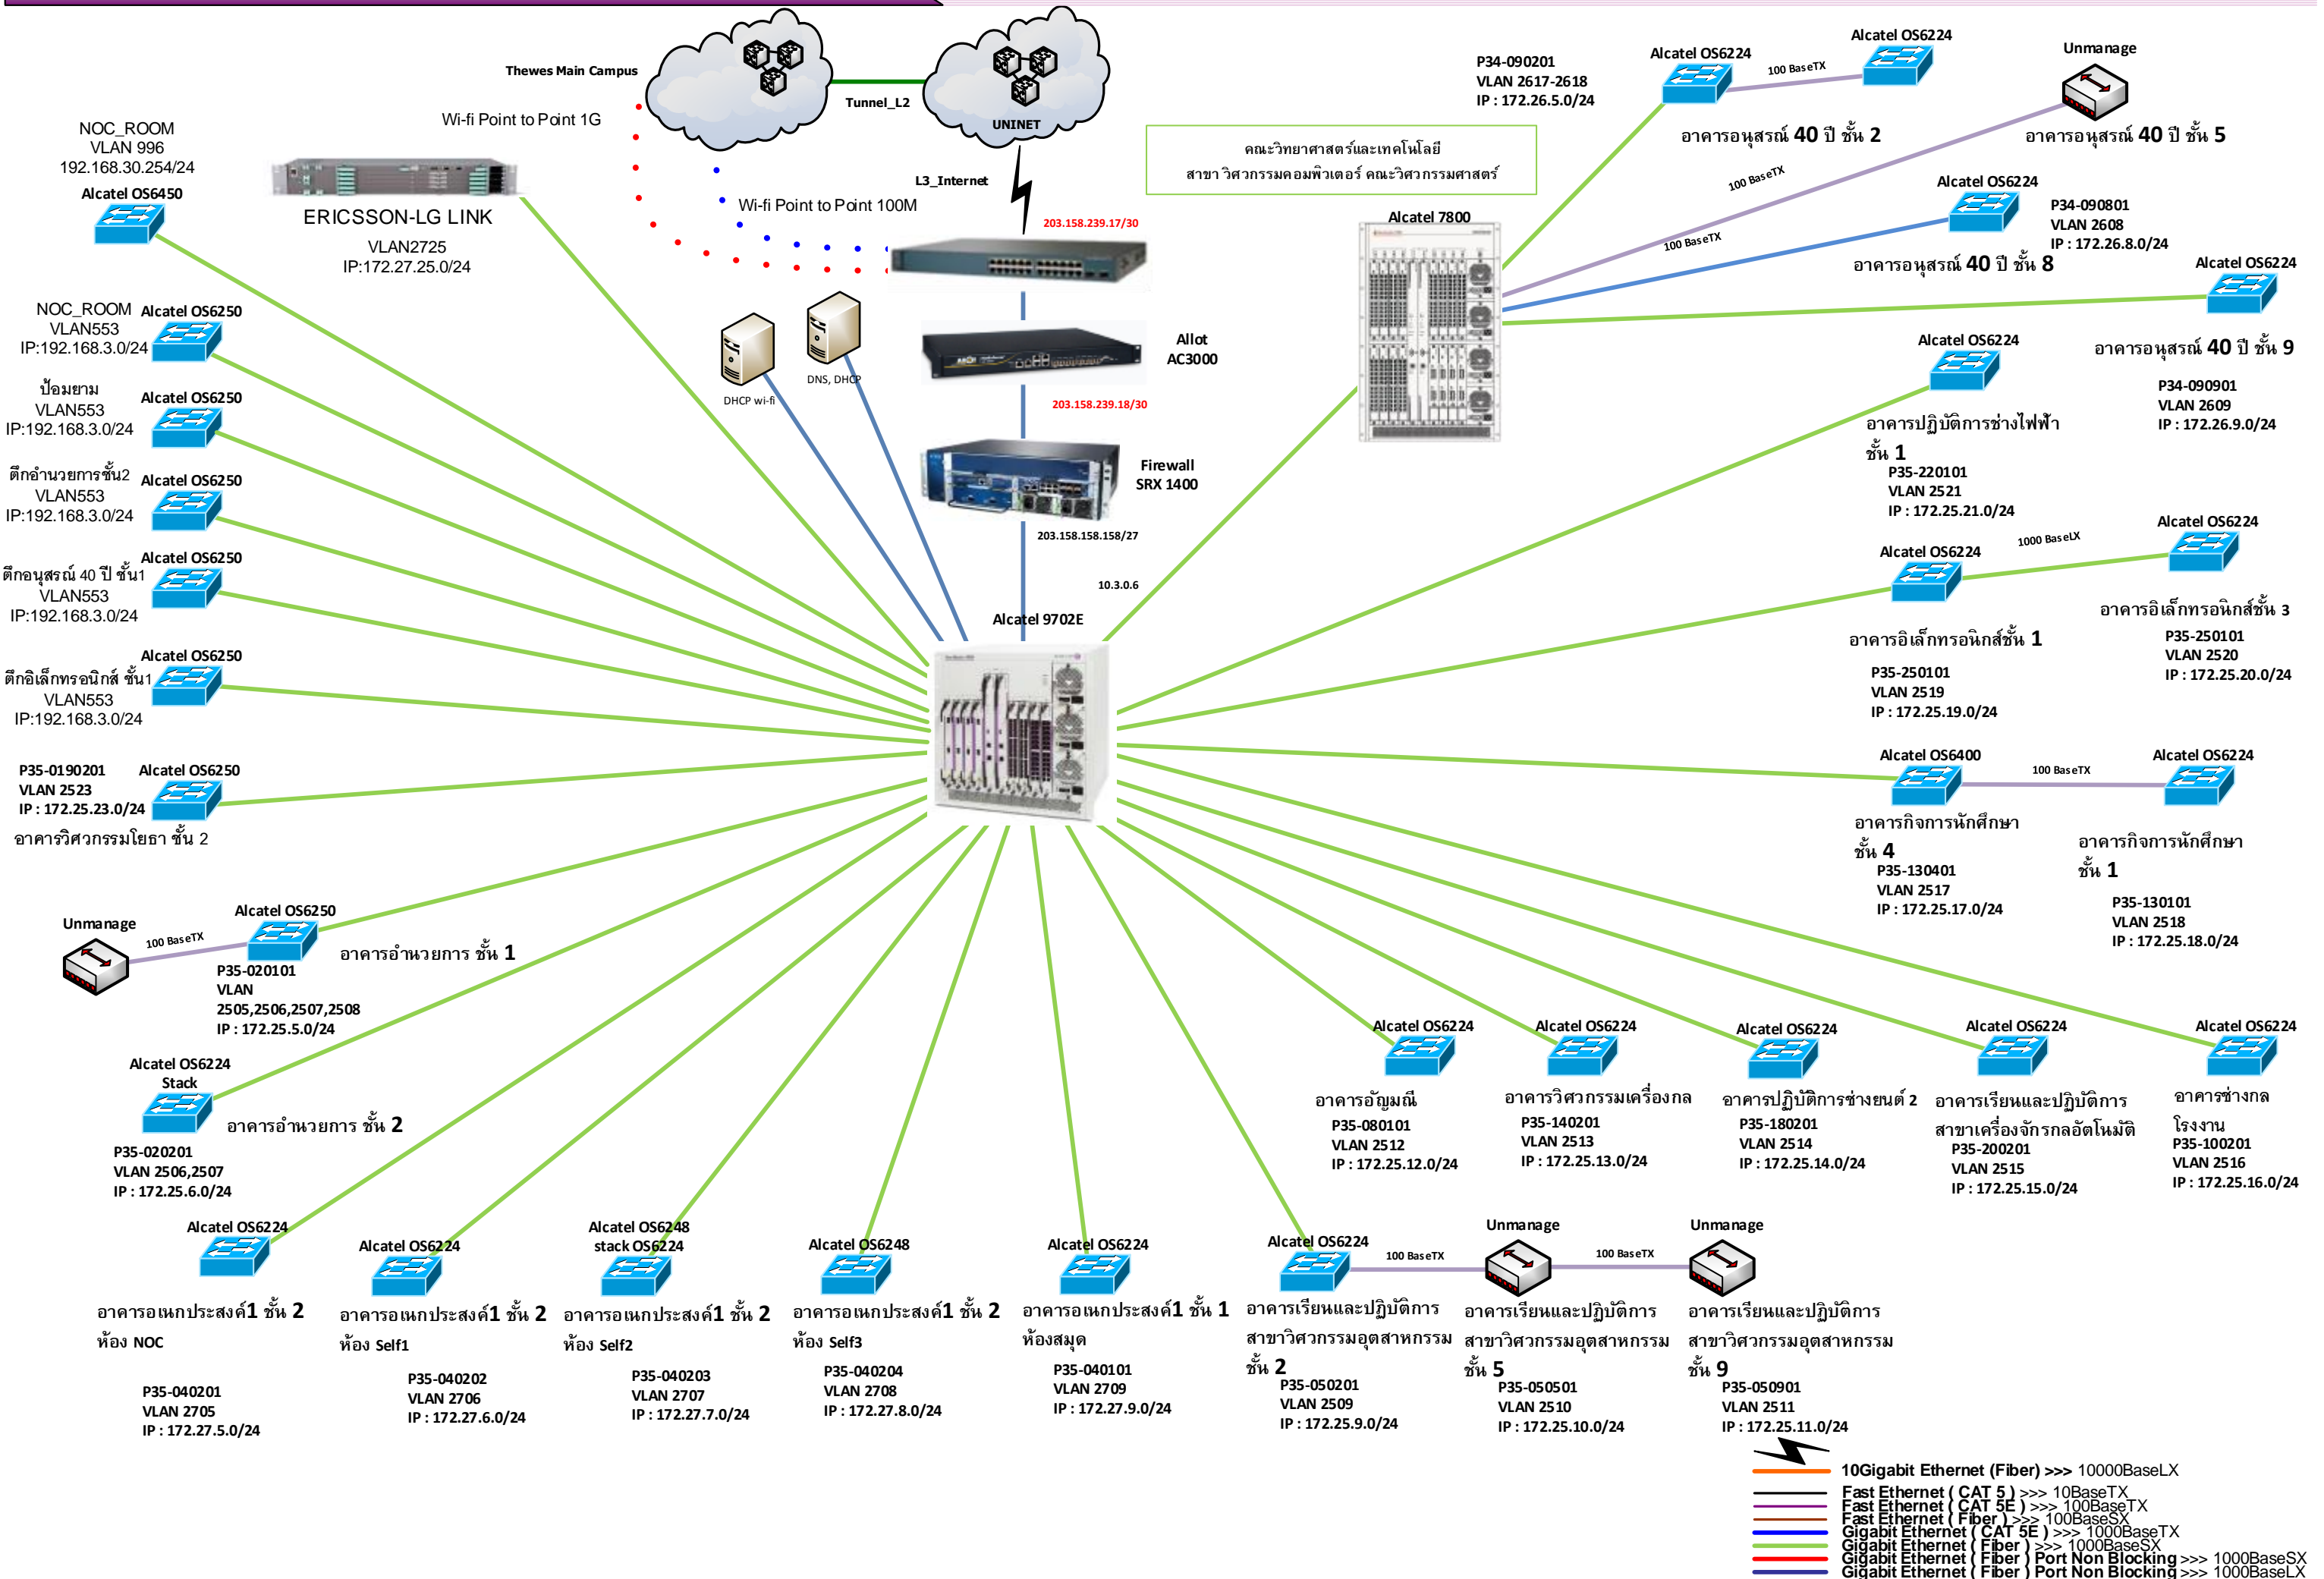 Thewes Main Campus
Tunnel_L2
UNINET
Wi-fi Point to Point 1G
Wi-fi Point to Point 100M
L3_Internet
203.158.239.17/30
NOC_ROOM
VLAN 996
192.168.30.254/24
Alcatel OS6450
ERICSSON-LG LINK
VLAN2725
IP:172.27.25.0/24
DHCP wi-fi
DNS, DHCP
Allot
AC3000
203.158.239.18/30
Firewall
SRX 1400
203.158.158.158/27
10.3.0.6
Alcatel 9702E
คณะวิทยาศาสตร์และเทคโนโลยี
สาขา วิศวกรรมคอมพิวเตอร์ คณะวิศวกรรมศาสตร์
Alcatel 7800
P34-090201
VLAN 2617-2618
IP : 172.26.5.0/24
Alcatel OS6224
100 BaseTX
Alcatel OS6224
อาคารอนุสรณ์ 40 ปี ชั้น 2
Unmanage
อาคารอนุสรณ์ 40 ปี ชั้น 5
100 BaseTX
Alcatel OS6224
P34-090801
VLAN 2608
IP : 172.26.8.0/24
100 BaseTX
อาคารอนุสรณ์ 40 ปี ชั้น 8
Alcatel OS6224
อาคารอนุสรณ์ 40 ปี ชั้น 9
P34-090901
VLAN 2609
IP : 172.26.9.0/24
Alcatel OS6224
อาคารปฏิบัติการช่างไฟฟ้า
ชั้น 1
P35-220101
VLAN 2521
IP : 172.25.21.0/24
Alcatel OS6224
1000 BaseLX
Alcatel OS6224
อาคารอิเล็กทรอนิกส์ชั้น 1
P35-250101
VLAN 2519
IP : 172.25.19.0/24
อาคารอิเล็กทรอนิกส์ชั้น 3
P35-250101
VLAN 2520
IP : 172.25.20.0/24
Alcatel OS6400
100 BaseTX
Alcatel OS6224
อาคารกิจการนักศึกษา
ชั้น 4
P35-130401
VLAN 2517
IP : 172.25.17.0/24
อาคารกิจการนักศึกษา
ชั้น 1
P35-130101
VLAN 2518
IP : 172.25.18.0/24
NOC_ROOM
VLAN553
IP:192.168.3.0/24
Alcatel OS6250
ป้อมยาม
VLAN553
IP:192.168.3.0/24
Alcatel OS6250
ตึกอำนวยการชั้น2
VLAN553
IP:192.168.3.0/24
Alcatel OS6250
ตึกอนุสรณ์ 40 ปี ชั้น1
VLAN553
IP:192.168.3.0/24
Alcatel OS6250
ตึกอิเล็กทรอนิกส์ ชั้น1
VLAN553
IP:192.168.3.0/24
Alcatel OS6250
P35-0190201
VLAN 2523
IP : 172.25.23.0/24
Alcatel OS6250
อาคารวิศวกรรมโยธา ชั้น 2
Unmanage
100 BaseTX
Alcatel OS6250
อาคารอำนวยการ ชั้น 1
P35-020101
VLAN
2505,2506,2507,2508
IP : 172.25.5.0/24
Alcatel OS6224
Stack
อาคารอำนวยการ ชั้น 2
P35-020201
VLAN 2506,2507
IP : 172.25.6.0/24
Alcatel OS6224
อาคารอเนกประสงค์1 ชั้น 2
ห้อง NOC
P35-040201
VLAN 2705
IP : 172.27.5.0/24
Alcatel OS6224
อาคารอเนกประสงค์1 ชั้น 2
ห้อง Self1
P35-040202
VLAN 2706
IP : 172.27.6.0/24
Alcatel OS6248
stack OS6224
อาคารอเนกประสงค์1 ชั้น 2
ห้อง Self2
P35-040203
VLAN 2707
IP : 172.27.7.0/24
Alcatel OS6248
อาคารอเนกประสงค์1 ชั้น 2
ห้อง Self3
P35-040204
VLAN 2708
IP : 172.27.8.0/24
Alcatel OS6224
อาคารอเนกประสงค์1 ชั้น 1
ห้องสมุด
P35-040101
VLAN 2709
IP : 172.27.9.0/24
Alcatel OS6224
100 BaseTX
อาคารเรียนและปฏิบัติการ
สาขาวิศวกรรมอุตสาหกรรม
ชั้น 2
P35-050201
VLAN 2509
IP : 172.25.9.0/24
Unmanage
100 BaseTX
อาคารเรียนและปฏิบัติการ
สาขาวิศวกรรมอุตสาหกรรม
ชั้น 5
P35-050501
VLAN 2510
IP : 172.25.10.0/24
Unmanage
อาคารเรียนและปฏิบัติการ
สาขาวิศวกรรมอุตสาหกรรม
ชั้น 9
P35-050901
VLAN 2511
IP : 172.25.11.0/24
Alcatel OS6224
อาคารอัญมณี
P35-080101
VLAN 2512
IP : 172.25.12.0/24
Alcatel OS6224
อาคารวิศวกรรมเครื่องกล
P35-140201
VLAN 2513
IP : 172.25.13.0/24
Alcatel OS6224
อาคารปฏิบัติการช่างยนต์ 2
P35-180201
VLAN 2514
IP : 172.25.14.0/24
Alcatel OS6224
อาคารเรียนและปฏิบัติการ
สาขาเครื่องจักรกลอัตโนมัติ
P35-200201
VLAN 2515
IP : 172.25.15.0/24
Alcatel OS6224
อาคารช่างกล
โรงงาน
P35-100201
VLAN 2516
IP : 172.25.16.0/24
10Gigabit Ethernet (Fiber) >>> 10000BaseLX
Fast Ethernet ( CAT 5 ) >>> 10BaseTX
Fast Ethernet ( CAT 5E ) >>> 100BaseTX
Fast Ethernet ( Fiber ) >>> 100BaseSX
Gigabit Ethernet ( CAT 5E ) >>> 1000BaseTX
Gigabit Ethernet ( Fiber ) >>> 1000BaseSX
Gigabit Ethernet ( Fiber ) Port Non Blocking >>> 1000BaseSX
Gigabit Ethernet ( Fiber ) Port Non Blocking >>> 1000BaseLX